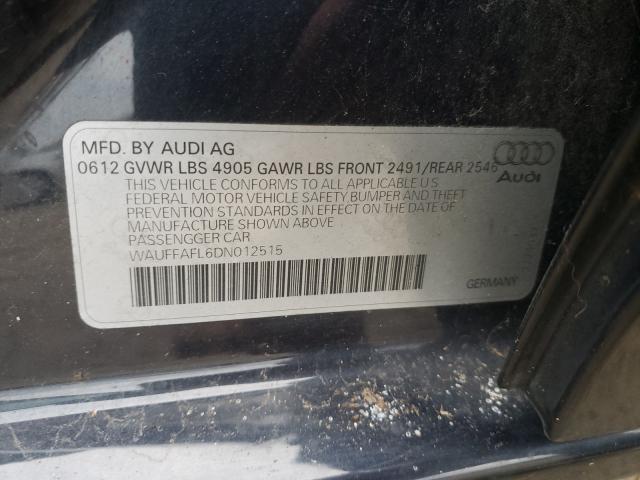 MFD. BY AUDI AG
0612 GVWR LBS 4905 GAWR LBS FRONT 2491/REAR 2546
Audi
THIS VEHICLE CONFORMS TO ALL APPLICABLE U S
FEDERAL MOTOR VEHICLE SAFETY BUMPER AND THEFT
PREVENTION STANDARDS IN EFFECT ON THE DATE OF
MANUFACTURE SHOWN ABOVE
PASSENGGER CAR
WAUFFAFL6DN012515
GERMANY